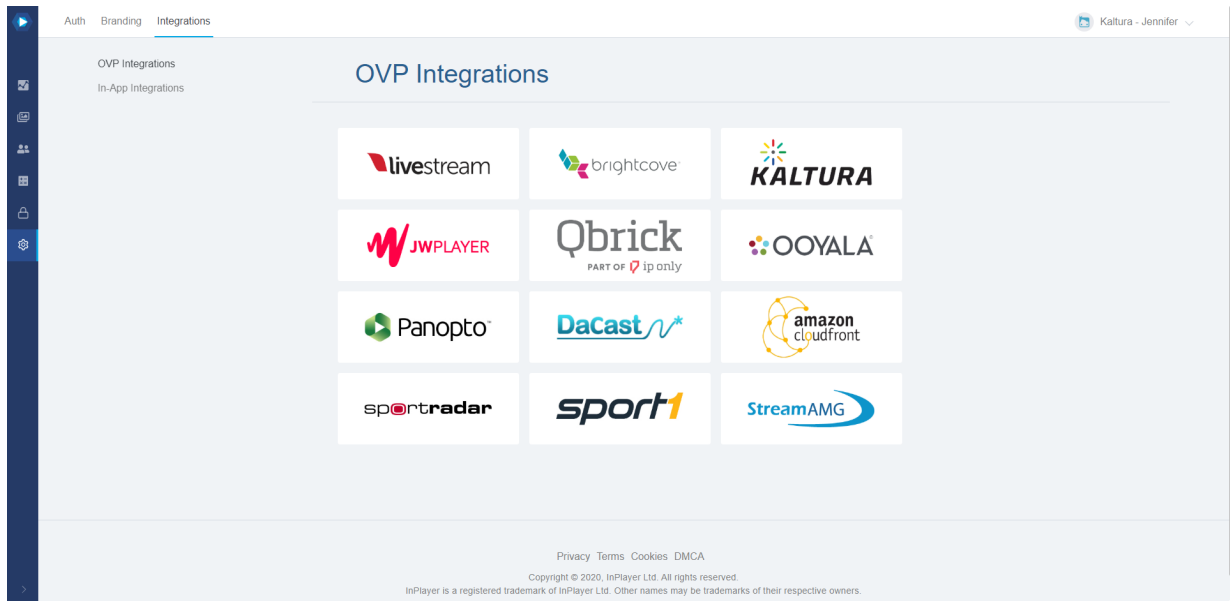 Auth Branding Integrations
Kaltura - Jennifer
OVP Integrations
In-App Integrations
OVP Integrations
livestream
brightcove
KALTURA
JWPLAYER
Qbrick
PART OF ip only
OOYALA
Panopto
DaCast
amazon
cloudfront
sportradar
sport1
StreamAMG
Privacy Terms Cookies DMCA
Copyright © 2020, InPlayer Ltd. All rights reserved.
InPlayer is a registered trademark of InPlayer Ltd. Other names may be trademarks of their respective owners.